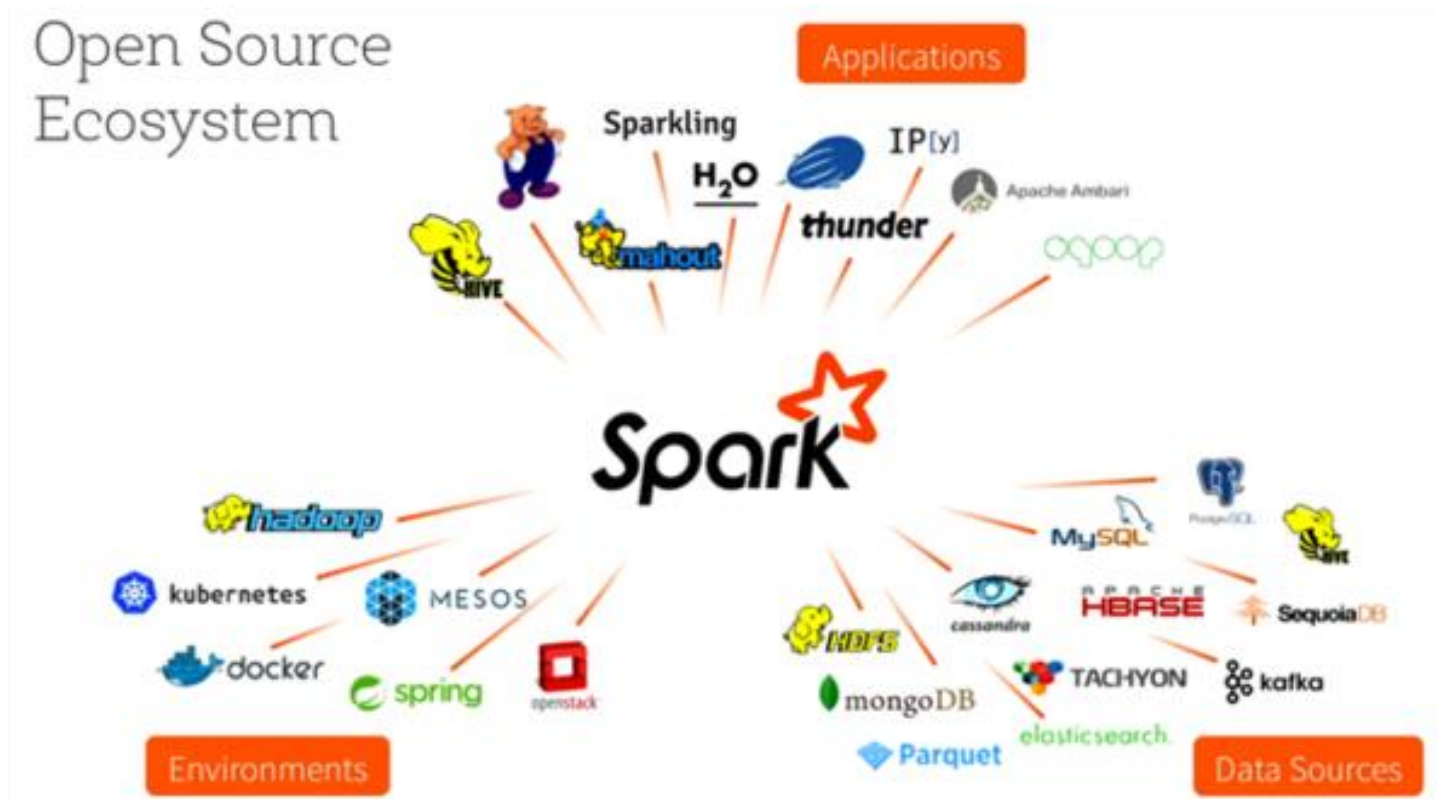 Open Source
Ecosystem
Applications
Sparkling
H₂O
IP[y]
Apache Ambari
thunder
mahout
sqoop
HIVE
Spark
hadoop
kubernetes
MESOS
docker
spring
openstack
Environments
PostgreSQL
MySQL
HIVE
cassandra
APACHE
HBASE
SequoiaDB
HDFS
TACHYON
kafka
mongoDB
elasticsearch.
Parquet
Data Sources